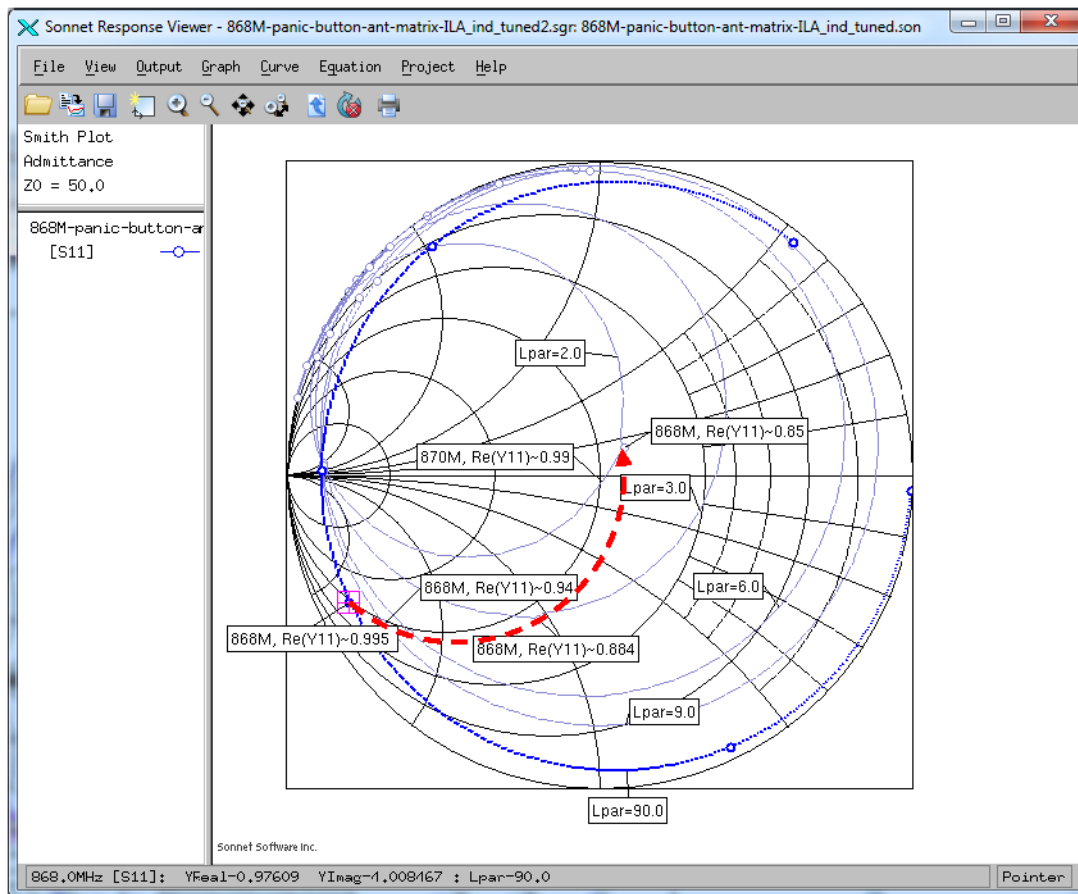 Sonnet Response Viewer - 868M-panic-button-ant-matrix-ILA_ind_tuned2.sgr: 868M-panic-button-ant-matrix-ILA_ind_tuned.son
File View Output Graph Curve Equation Project Help
Smith Plot
Admittance
Z0 = 50.0
868M-panic-button-ar
[S11]
Lpar=2.0
868M, Re(Y11)~0.85
870M, Re(Y11)~0.99
Lpar=3.0
868M, Re(Y11)~0.94
Lpar=6.0
868M, Re(Y11)~0.995
868M, Re(Y11)~0.884
Lpar=9.0
Lpar=90.0
Sonnet Software Inc.
868.0MHz [S11]: YReal-0.97609 YImag-4.008467 : Lpar-90.0
Pointer